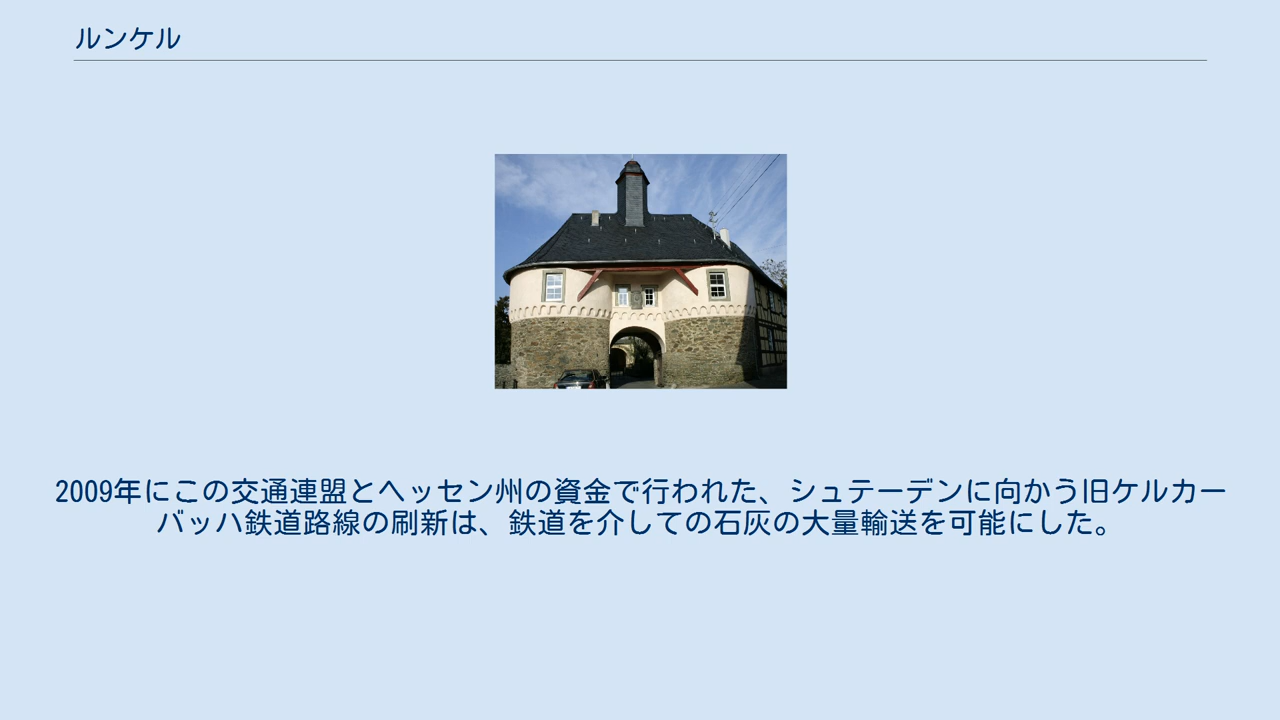 ルンケル
2009年にこの交通連盟とヘッセン州の資金で行われた、シュテーデンに向かう旧ケルカー
バッハ鉄道路線の刷新は、鉄道を介しての石灰の大量輸送を可能にした。